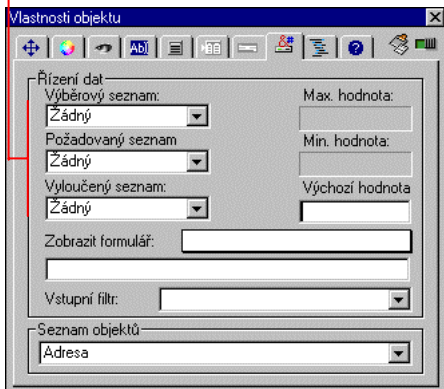 Vlastnosti objektu
Ab
#
?
Řízení dat
Výběrový seznam:
Max. hodnota:
Žádný
Požadovaný seznam
Min. hodnota:
Žádný
Vyloučený seznam:
Výchozí hodnota
Žádný
Zobrazit formulář:
Vstupní filtr:
Seznam objektů
Adresa